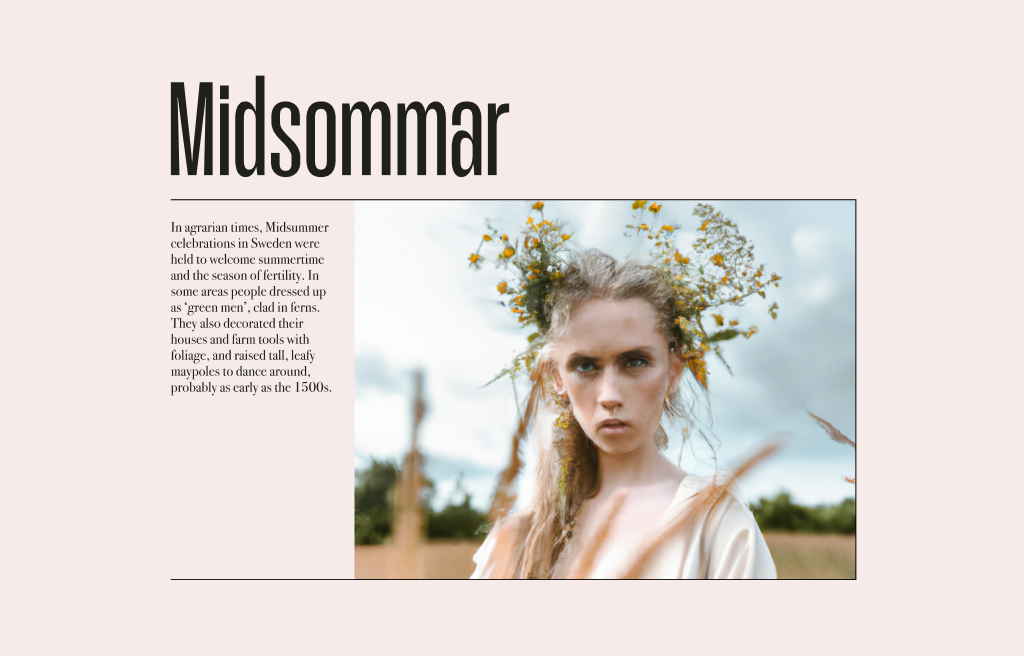 Midsommar
In agrarian times, Midsummer
celebrations in Sweden were
held to welcome summertime
and the season of fertility. In
some areas people dressed up
as ‘green men’, clad in ferns.
They also decorated their
houses and farm tools with
foliage, and raised tall, leafy
maypoles to dance around,
probably as early as the 1500s.